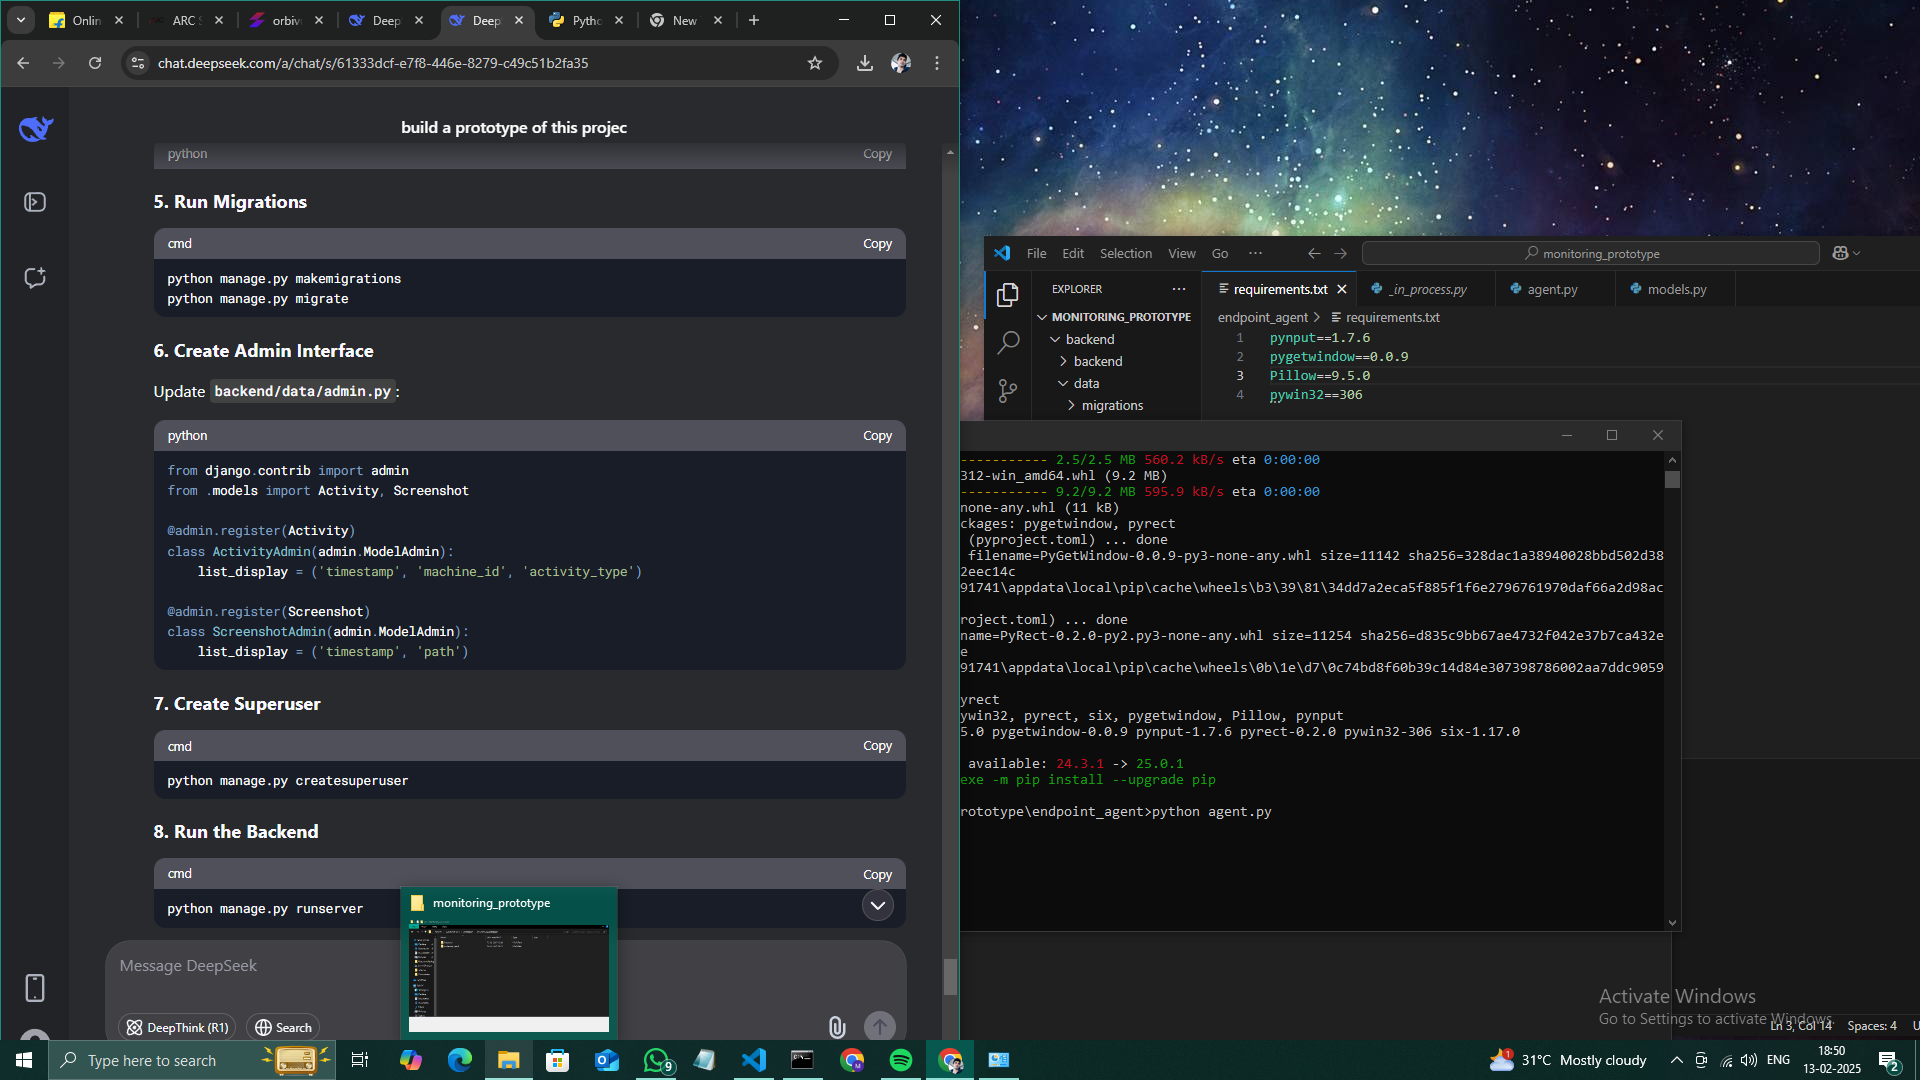 Onlin
ARC S
orbiv
Deep
Deep
Pytho
New
chat.deepseek.com/a/chat/s/61333dcf-e7f8-446e-8279-c49c51b2fa35
build a prototype of this projec
python
Copy
5. Run Migrations
cmd
Copy
python manage.py makemigrations
python manage.py migrate
6. Create Admin Interface
Update backend/data/admin.py:
python
Copy
from django.contrib import admin
from .models import Activity, Screenshot
@admin.register(Activity)
class ActivityAdmin(admin.ModelAdmin):
list_display = ('timestamp', 'machine_id', 'activity_type')
@admin.register(Screenshot)
class ScreenshotAdmin(admin.ModelAdmin):
list_display = ('timestamp', 'path')
7. Create Superuser
cmd
Copy
python manage.py createsuperuser
8. Run the Backend
cmd
Copy
python manage.py runserver
monitoring_prototype
Message DeepSeek
DeepThink (R1)
Search
File Edit Selection View Go ···
monitoring_prototype
EXPLORER
MONITORING_PROTOTYPE
backend
backend
data
migrations
requirements.txt
_in_process.py
agent.py
models.py
endpoint_agent > requirements.txt
1 pynput==1.7.6
2 pygetwindow==0.0.9
3 Pillow==9.5.0
4 pywin32==306
----------- 2.5/2.5 MB 560.2 kB/s eta 0:00:00
312-win_amd64.whl (9.2 MB)
----------- 9.2/9.2 MB 595.9 kB/s eta 0:00:00
none-any.whl (11 kB)
ckages: pygetwindow, pyrect
(pyproject.toml) ... done
filename=PyGetWindow-0.0.9-py3-none-any.whl size=11142 sha256=328dac1a38940028bbd502d38
2eec14c
91741\appdata\local\pip\cache\wheels\b3\39\81\34dd7a2eca5f885f1f6e2796761970daf66a2d98ac
roject.toml) ... done
name=PyRect-0.2.0-py2.py3-none-any.whl size=11254 sha256=d835c9bb67ae4732f042e37b7ca432e
e
91741\appdata\local\pip\cache\wheels\0b\1e\d7\0c74bd8f60b39c14d84e307398786002aa7ddc9059
yrect
ywin32, pyrect, six, pygetwindow, Pillow, pynput
5.0 pygetwindow-0.0.9 pynput-1.7.6 pyrect-0.2.0 pywin32-306 six-1.17.0
available: 24.3.1 -> 25.0.1
exe -m pip install --upgrade pip
rototype\endpoint_agent>python agent.py
Activate Windows
Go to Settings to activate Windows.
Ln 3, Col 14 Spaces: 4 U
Type here to search
9
1
31°C Mostly cloudy
ENG
18:50
13-02-2025
2